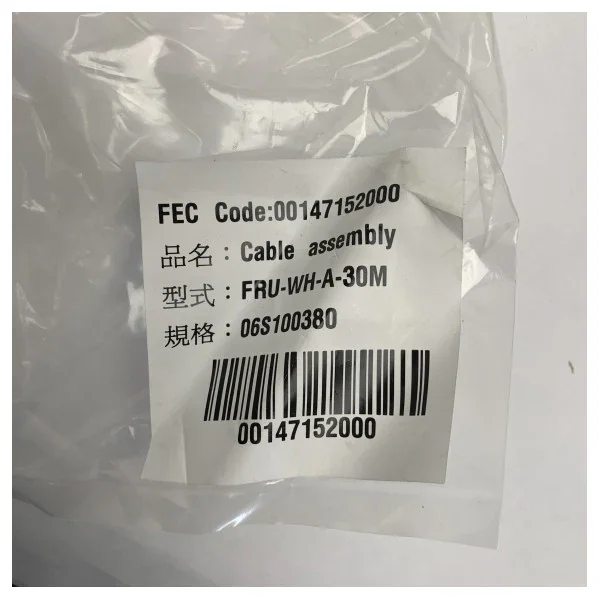 FEC Code:00147152000
品名：Cable assembly
型式：FRU-WH-A-30M
規格：06S100380
00147152000